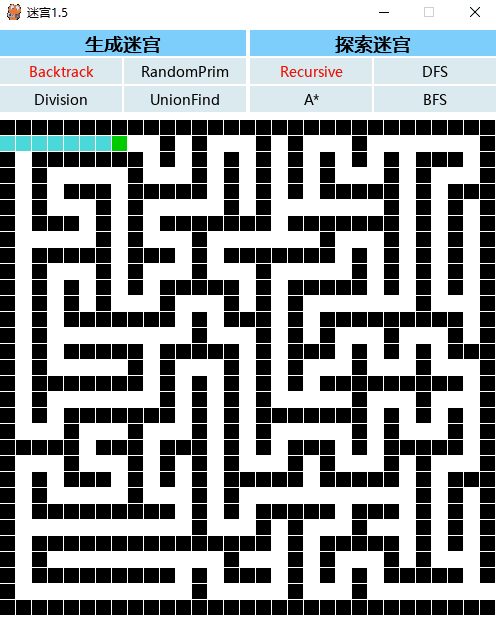 迷宫1.5
生成迷宫 探索迷宫
Backtrack RandomPrim Recursive DFS
Division UnionFind A* BFS